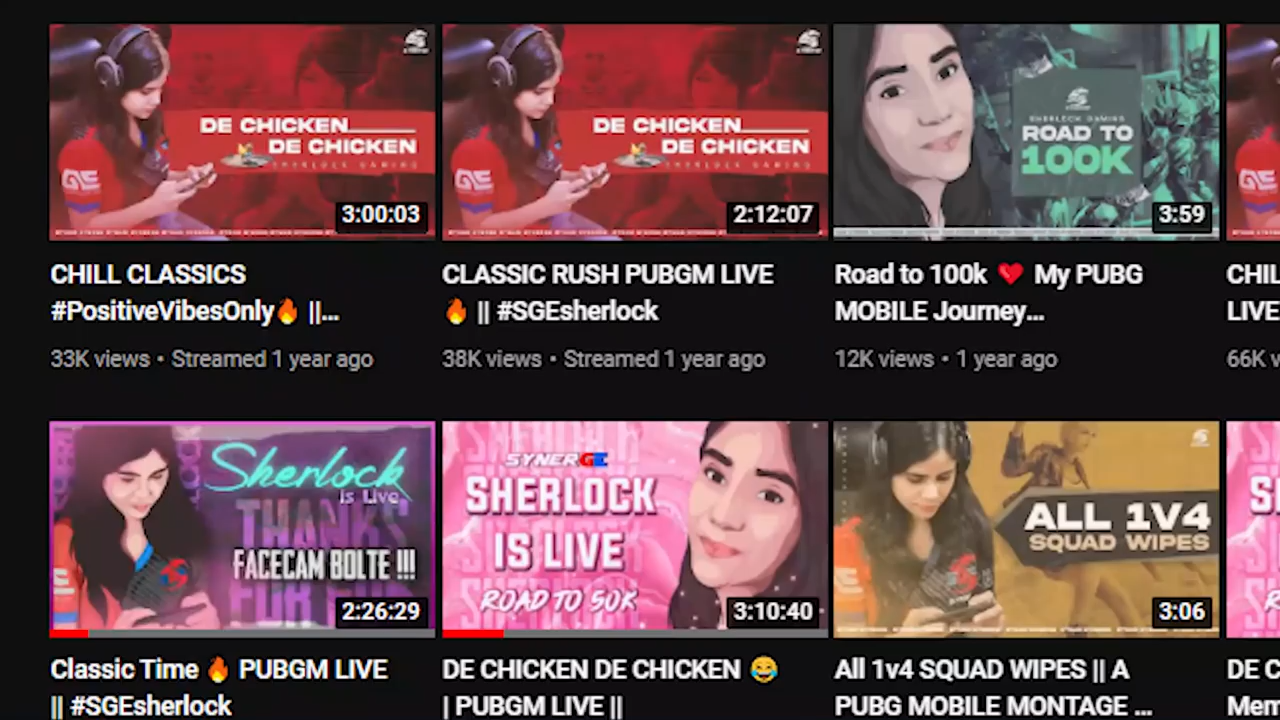 DE CHICKEN
DE CHICKEN
SHERLOCK GAMING
3:00:03
DE CHICKEN
DE CHICKEN
SHERLOCK GAMING
2:12:07
SHERLOCK GAMING
ROAD TO
100K
3:59
CHILL CLASSICS
#PositiveVibesOnly🔥 ||...
33K views • Streamed 1 year ago
CLASSIC RUSH PUBGM LIVE
🔥 || #SGEsherlock
38K views • Streamed 1 year ago
Road to 100k ❤️ My PUBG
MOBILE Journey...
12K views • 1 year ago
CHIL
LIVE
66K v
Sherlock
is Live
THANKS
FACECAM BOLTE !!!
2:26:29
SYNERGE
SHERLOCK
IS LIVE
ROAD TO 50K
3:10:40
ALL 1V4
SQUAD WIPES
3:06
Classic Time 🔥 PUBGM LIVE
|| #SGEsherlock
DE CHICKEN DE CHICKEN 😂
| PUBGM LIVE ||
All 1v4 SQUAD WIPES || A
PUBG MOBILE MONTAGE ...
DE C
Mem